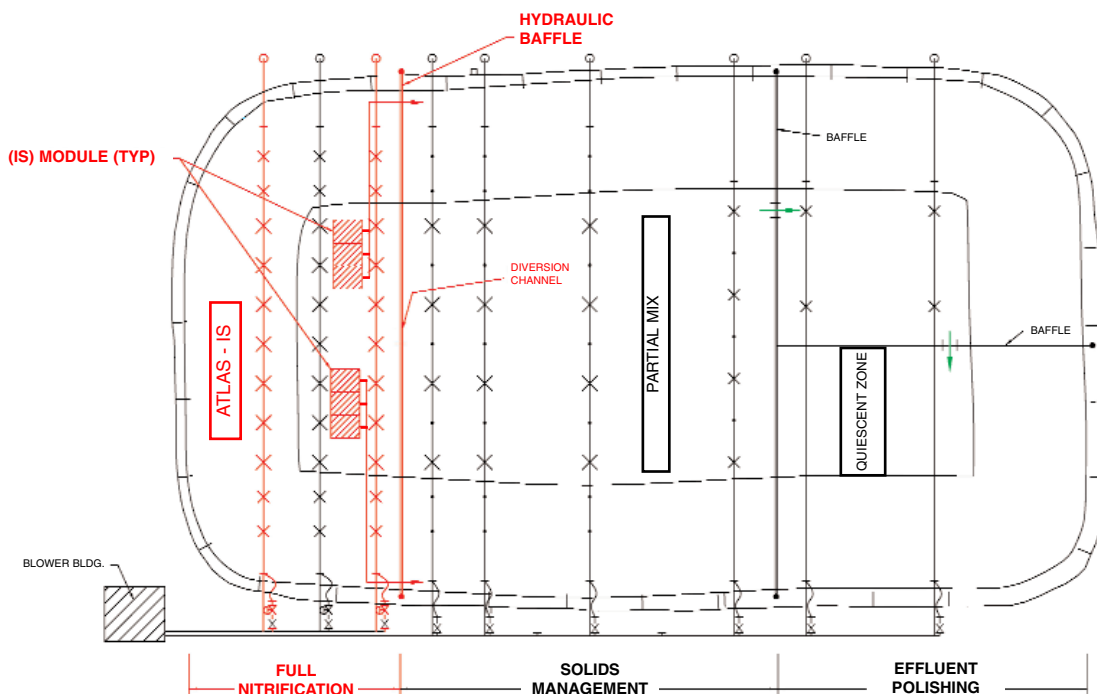 HYDRAULIC
BAFFLE
BAFFLE
(IS) MODULE (TYP)
DIVERSION
CHANNEL
ATLAS - IS
PARTIAL MIX
BAFFLE
QUIESCENT ZONE
BLOWER BLDG.
FULL
NITRIFICATION
SOLIDS
MANAGEMENT
EFFLUENT
POLISHING